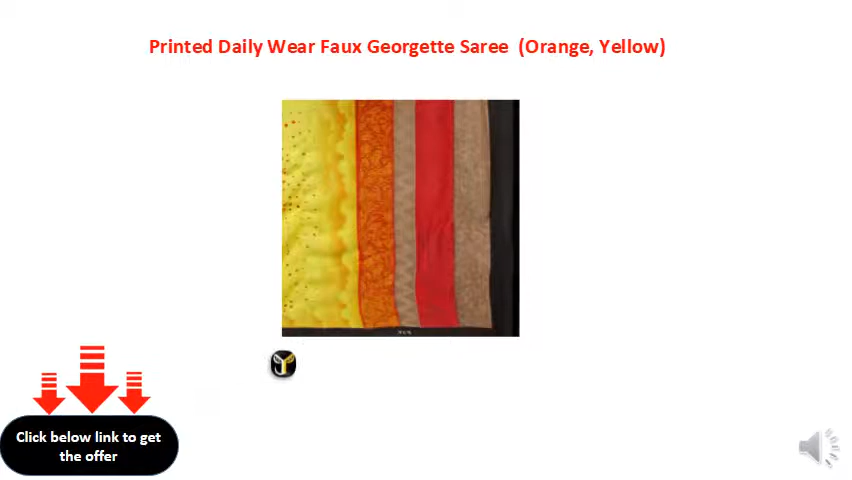 Printed Daily Wear Faux Georgette Saree (Orange, Yellow)
Click below link to get
the offer